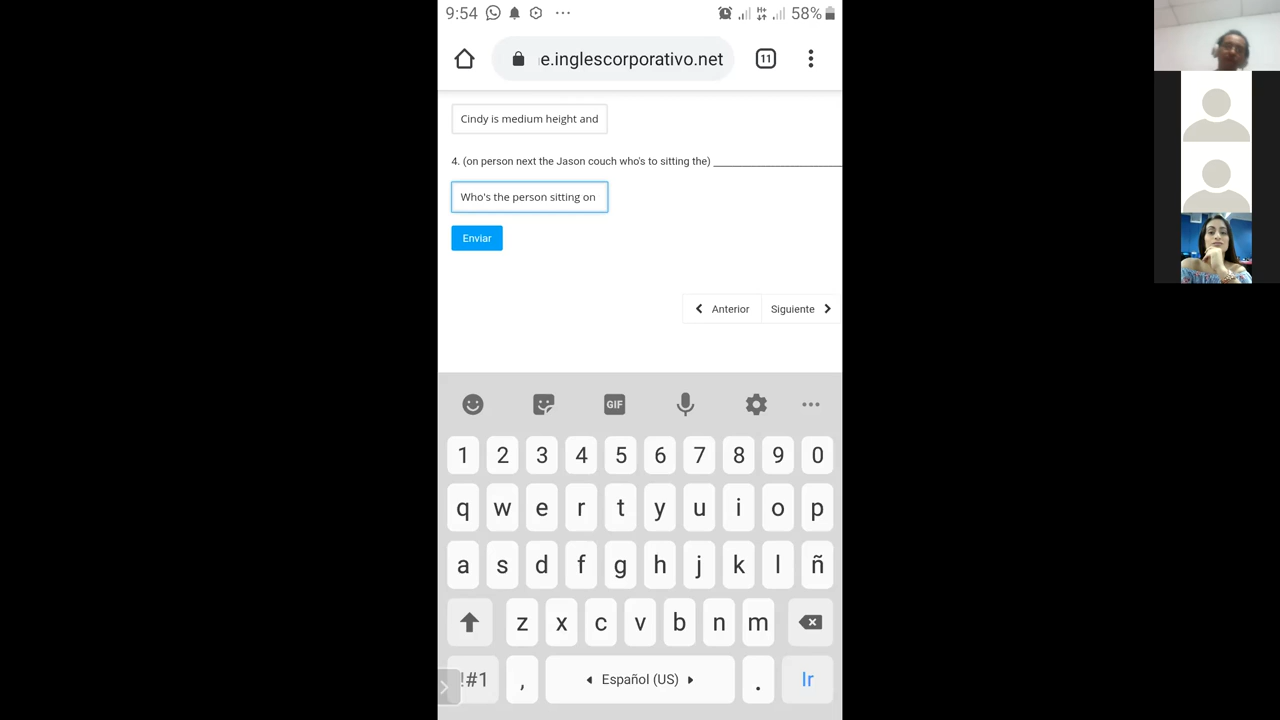 9:54 58%
e.inglescorporativo.net 11
Cindy is medium height and
4. (on person next the Jason couch who's to sitting the) ____________________
Who's the person sitting on
Enviar
Anterior Siguiente
GIF
1 2 3 4 5 6 7 8 9 0
q w e r t y u i o p
a s d f g h j k l ñ
z x c v b n m
!#1 , Español (US) . Ir